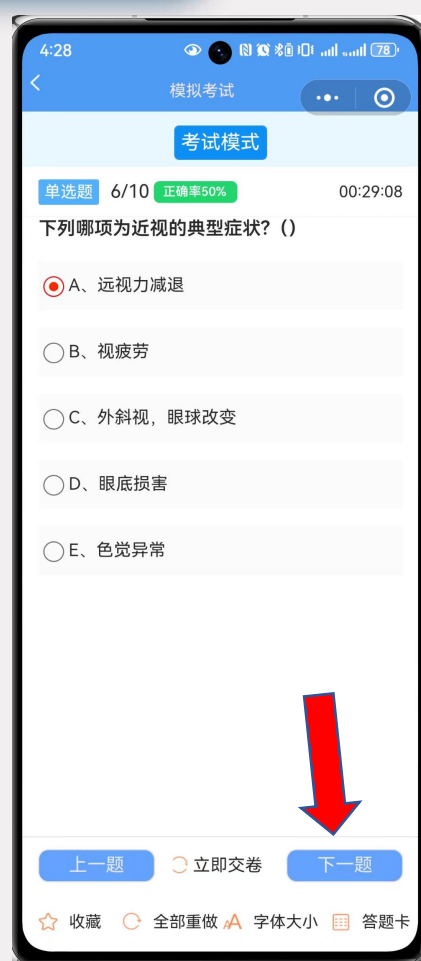 4:28
78
模拟考试
考试模式
单选题 6/10 正确率50% 00:29:08
下列哪项为近视的典型症状？()
A、远视力减退
B、视疲劳
C、外斜视，眼球改变
D、眼底损害
E、色觉异常
上一题 立即交卷 下一题
收藏 全部重做 AA 字体大小 答题卡